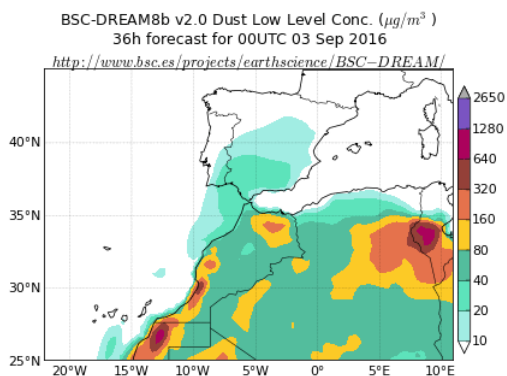 BSC-DREAM8b v2.0 Dust Low Level Conc. (μg/m³ )
36h forecast for 00UTC 03 Sep 2016
http://www.bsc.es/projects/earthscience/BSC−DREAM/
2650
1280
640
320
160
80
40
20
10
40°N
35°N
30°N
25°N
20°W 15°W 10°W 5°W 0° 5°E 10°E